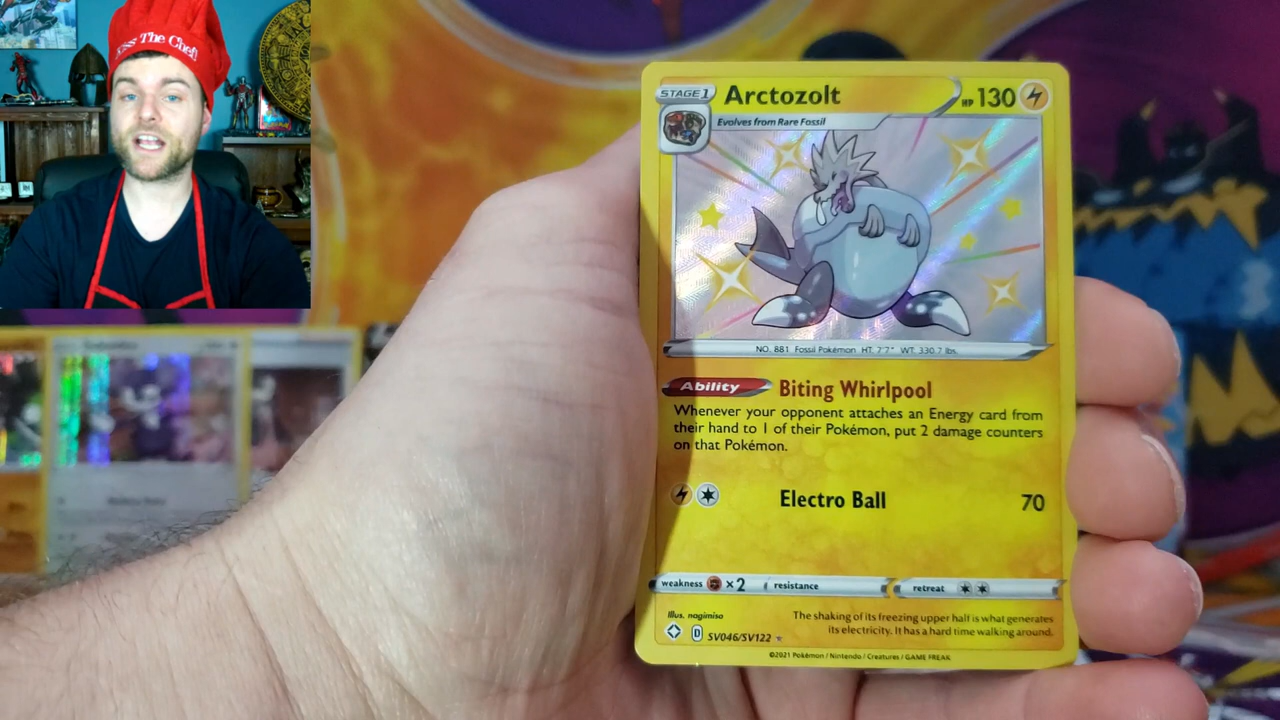 Kiss The Chef!
STAGE 1 Arctozolt HP 130
Evolves from Rare Fossil
NO. 881 Fossil Pokémon HT: 7'7" WT: 330.7 lbs.
Ability Biting Whirlpool
Whenever your opponent attaches an Energy card from
their hand to 1 of their Pokémon, put 2 damage counters
on that Pokémon.
Electro Ball 70
weakness ×2 resistance retreat
Illus. nagimiso
The shaking of its freezing upper half is what generates
its electricity. It has a hard time walking around.
D SV046/SV122
©2021 Pokémon / Nintendo / Creatures / GAME FREAK